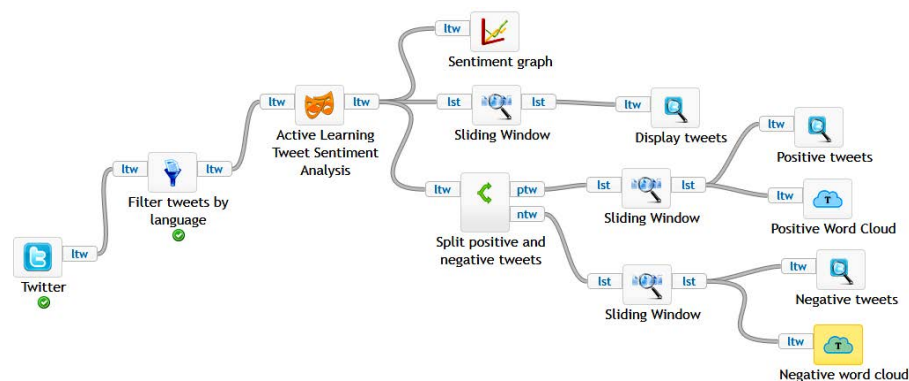 ltw
Sentiment graph
ltw
ltw
Active Learning
Tweet Sentiment
Analysis
lst
lst
Sliding Window
ltw
Display tweets
ltw
Positive tweets
ltw
ltw
Filter tweets by
language
ltw
ptw
ntw
Split positive and
negative tweets
lst
lst
Sliding Window
ltw
T
Positive Word Cloud
ltw
Twitter
lst
lst
Sliding Window
ltw
Negative tweets
ltw
T
Negative word cloud